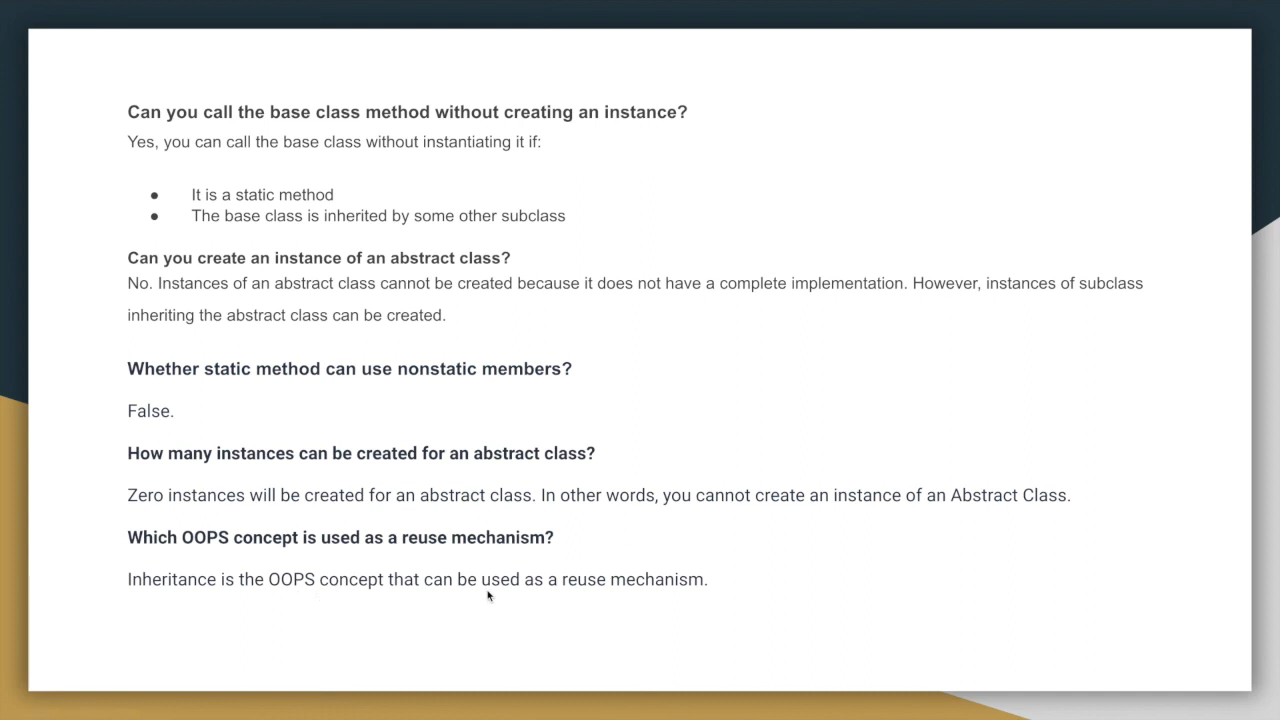 Can you call the base class method without creating an instance?
Yes, you can call the base class without instantiating it if:
● It is a static method
● The base class is inherited by some other subclass
Can you create an instance of an abstract class?
No. Instances of an abstract class cannot be created because it does not have a complete implementation. However, instances of subclass
inheriting the abstract class can be created.
Whether static method can use nonstatic members?
False.
How many instances can be created for an abstract class?
Zero instances will be created for an abstract class. In other words, you cannot create an instance of an Abstract Class.
Which OOPS concept is used as a reuse mechanism?
Inheritance is the OOPS concept that can be used as a reuse mechanism.